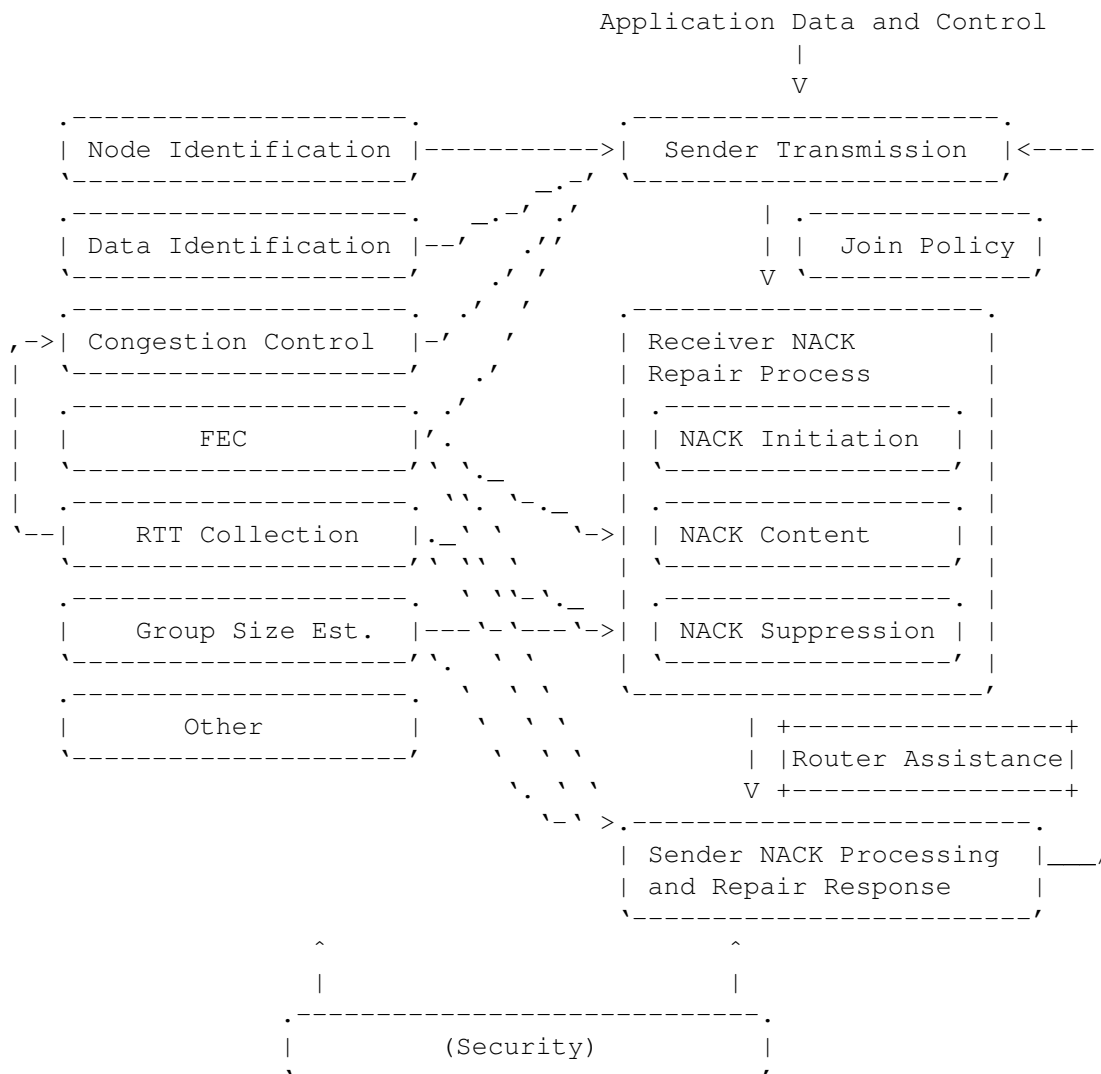 Application Data and Control
Node Identification
Sender Transmission
Data Identification
Join Policy
Congestion Control
Receiver NACK
Repair Process
FEC
NACK Initiation
RTT Collection
NACK Content
Group Size Est.
NACK Suppression
Other
Router Assistance
Sender NACK Processing
and Repair Response
(Security)